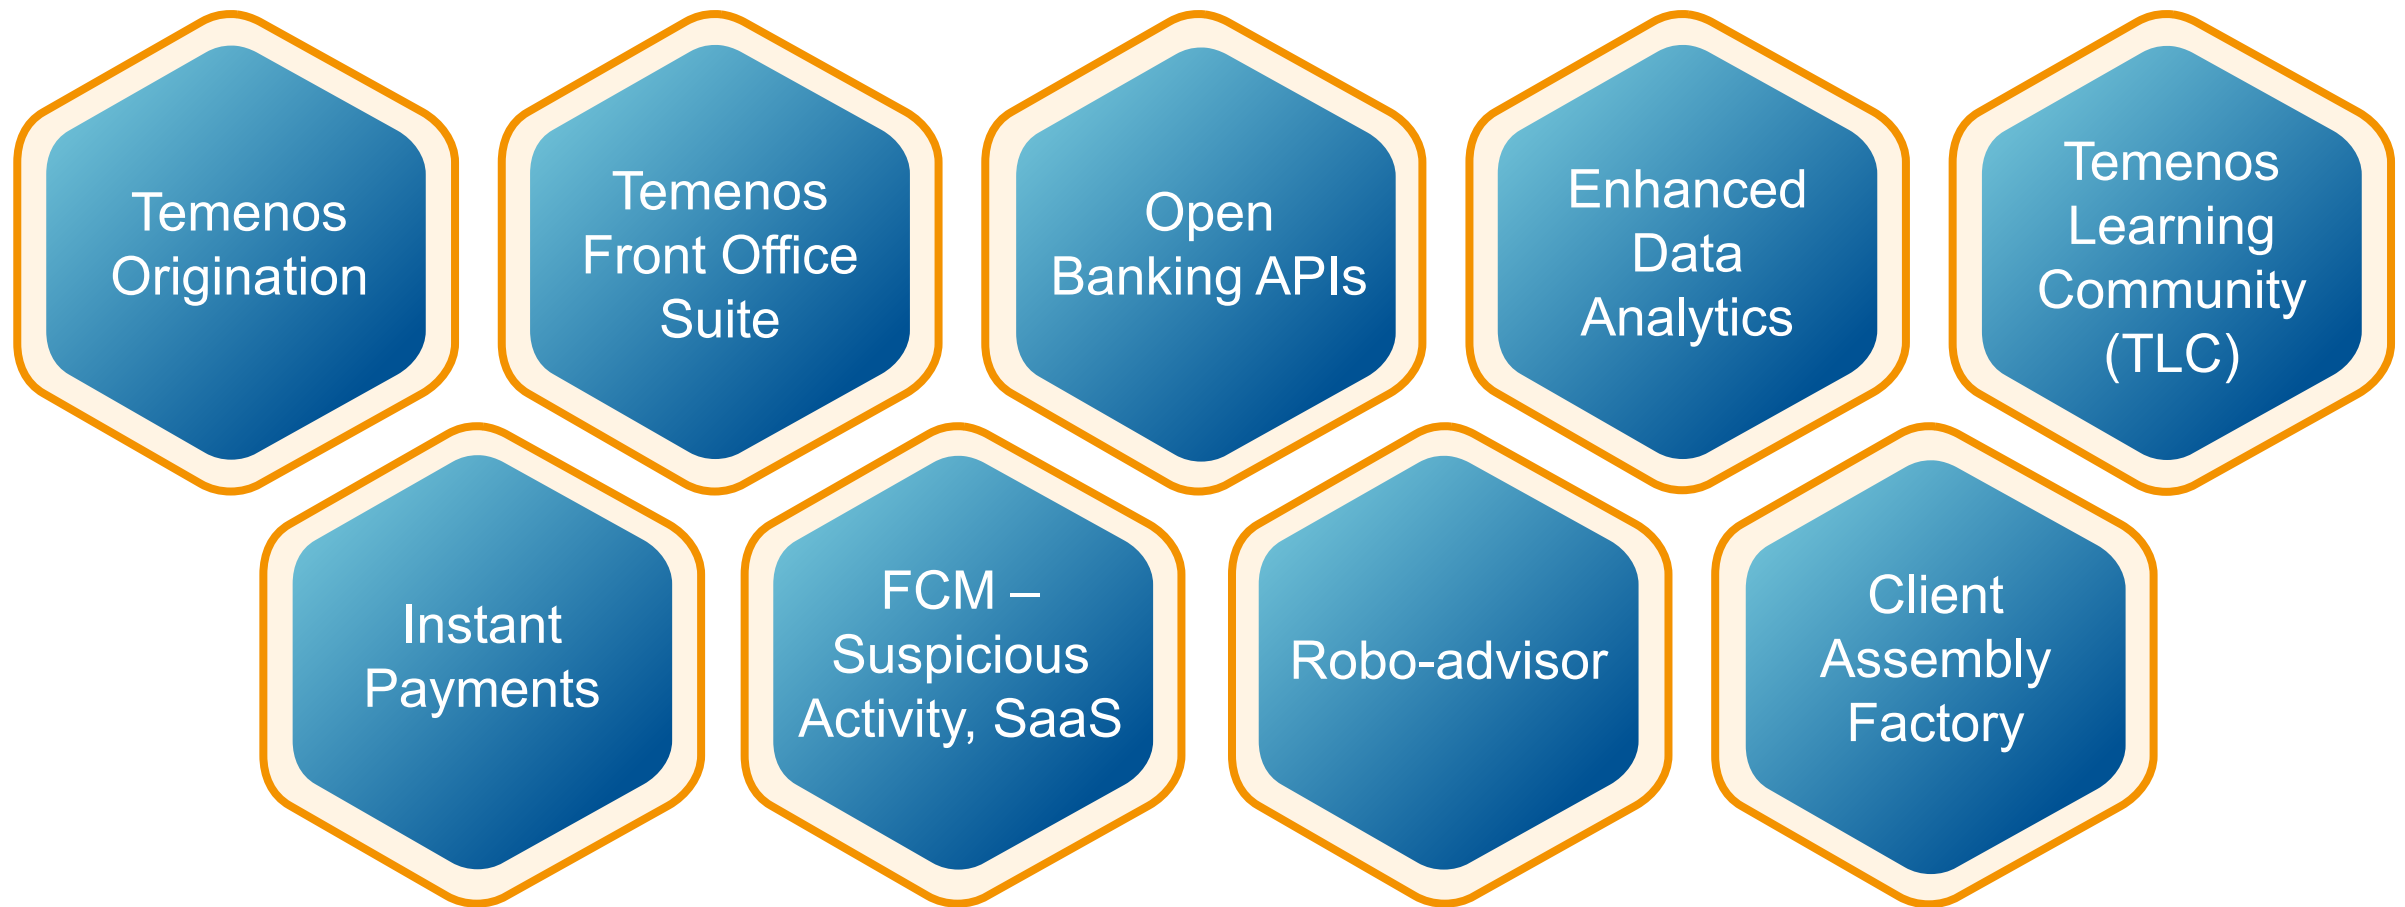 Temenos
Origination
Temenos
Front Office
Suite
Open
Banking APIs
Enhanced
Data
Analytics
Temenos
Learning
Community
(TLC)
Instant
Payments
FCM –
Suspicious
Activity, SaaS
Robo-advisor
Client
Assembly
Factory